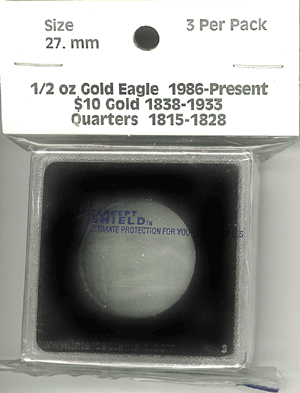 Size 3 Per Pack
27. mm
1/2 oz Gold Eagle 1986-Present
$10 Gold 1838-1933
Quarters 1815-1828
SHIELD™
ULTIMATE PROTECTION FOR YOU